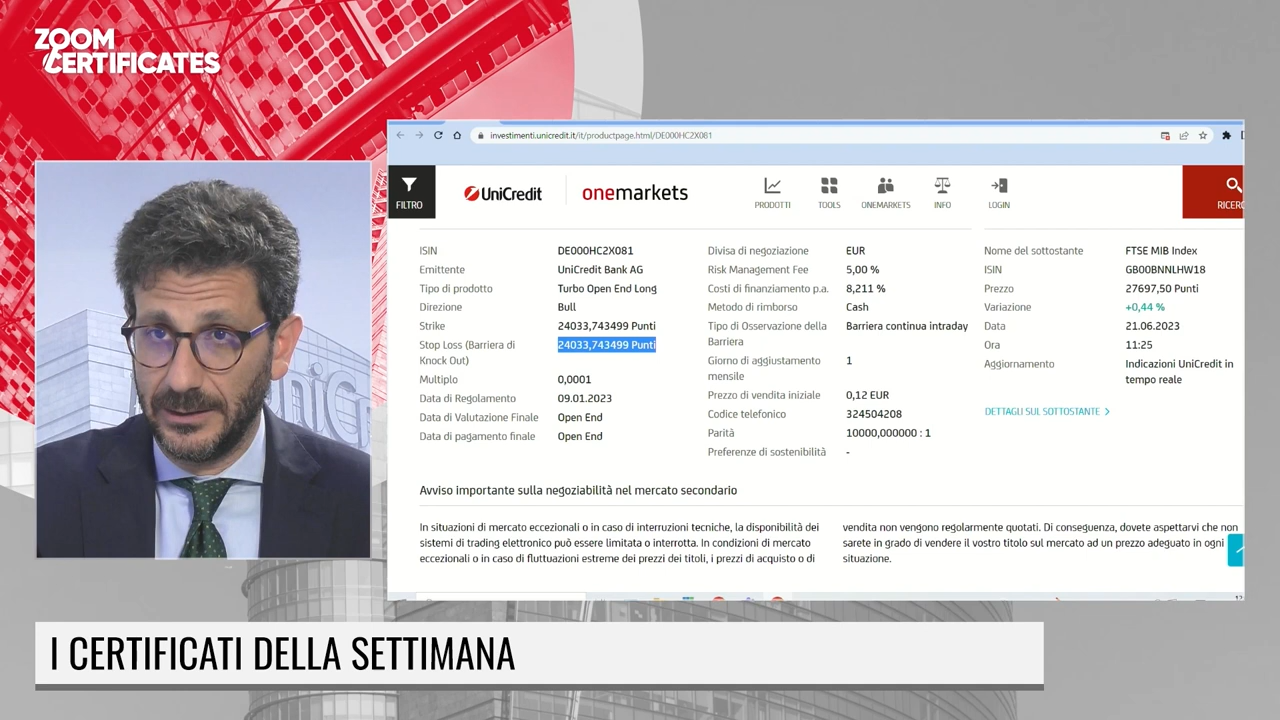 ZOOM
CERTIFICATES
investimenti.unicredit.it/it/productpage.html/DE000HC2X081
FILTRO
UniCredit
onemarkets
PRODOTTI
TOOLS
ONEMARKETS
INFO
LOGIN
RICERC
ISIN DE000HC2X081
Emittente UniCredit Bank AG
Tipo di prodotto Turbo Open End Long
Direzione Bull
Strike 24033,743499 Punti
Stop Loss (Barriera di 24033,743499 Punti
Knock Out)
Multiplo 0,0001
Data di Regolamento 09.01.2023
Data di Valutazione Finale Open End
Data di pagamento finale Open End
Divisa di negoziazione EUR
Risk Management Fee 5,00 %
Costi di finanziamento p.a. 8,211 %
Metodo di rimborso Cash
Tipo di Osservazione della Barriera continua intraday
Barriera
Giorno di aggiustamento 1
mensile
Prezzo di vendita iniziale 0,12 EUR
Codice telefonico 324504208
Parità 10000,000000 : 1
Preferenze di sostenibilità -
Nome del sottostante FTSE MIB Index
ISIN GB00BNNLHW18
Prezzo 27697,50 Punti
Variazione +0,44 %
Data 21.06.2023
Ora 11:25
Aggiornamento Indicazioni UniCredit in
tempo reale
DETTAGLI SUL SOTTOSTANTE >
Avviso importante sulla negoziabilità nel mercato secondario
In situazioni di mercato eccezionali o in caso di interruzioni tecniche, la disponibilità dei
sistemi di trading elettronico può essere limitata o interrotta. In condizioni di mercato
eccezionali o in caso di fluttuazioni estreme dei prezzi dei titoli, i prezzi di acquisto o di
vendita non vengono regolarmente quotati. Di conseguenza, dovete aspettarvi che non
sarete in grado di vendere il vostro titolo sul mercato ad un prezzo adeguato in ogni
situazione.
I CERTIFICATI DELLA SETTIMANA